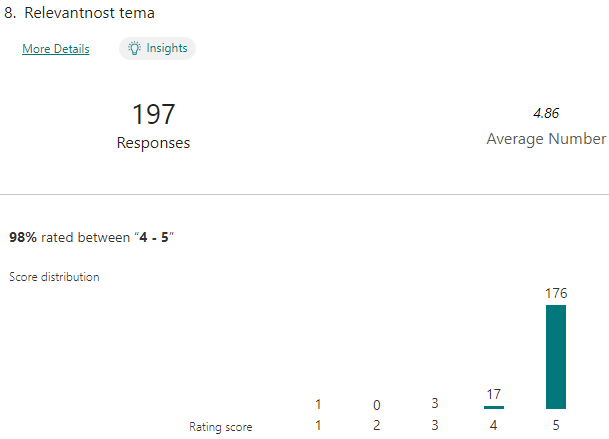 8. Relevantnost tema
More Details
Insights
197
4.86
Responses
Average Number
98% rated between "4 - 5"
Score distribution
176
1 0 3 17
Rating score 1 2 3 4 5